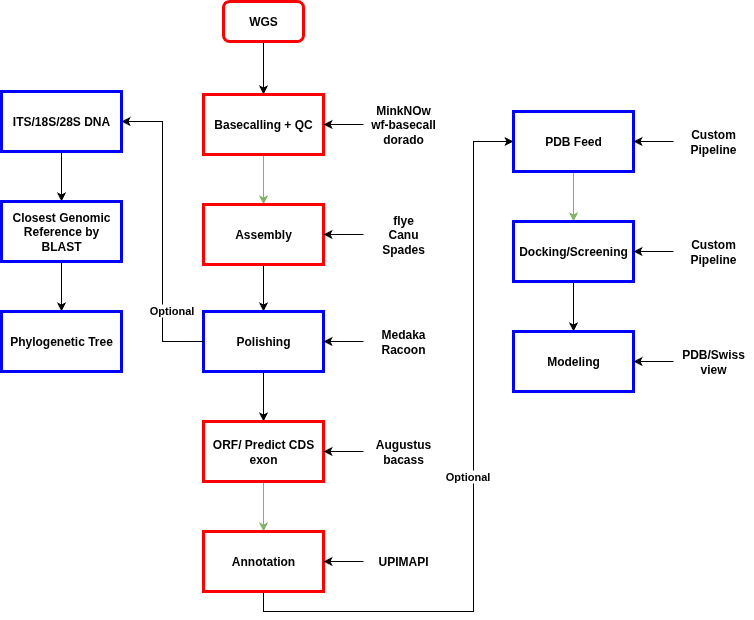 WGS
Basecalling + QC
MinkNOw
wf-basecall
dorado
Assembly
flye
Canu
Spades
Polishing
Medaka
Racoon
ORF/ Predict CDS
exon
Augustus
bacass
Annotation
UPIMAPI
Optional
ITS/18S/28S DNA
Closest Genomic
Reference by
BLAST
Phylogenetic Tree
Optional
PDB Feed
Custom
Pipeline
Docking/Screening
Custom
Pipeline
Modeling
PDB/Swiss
view